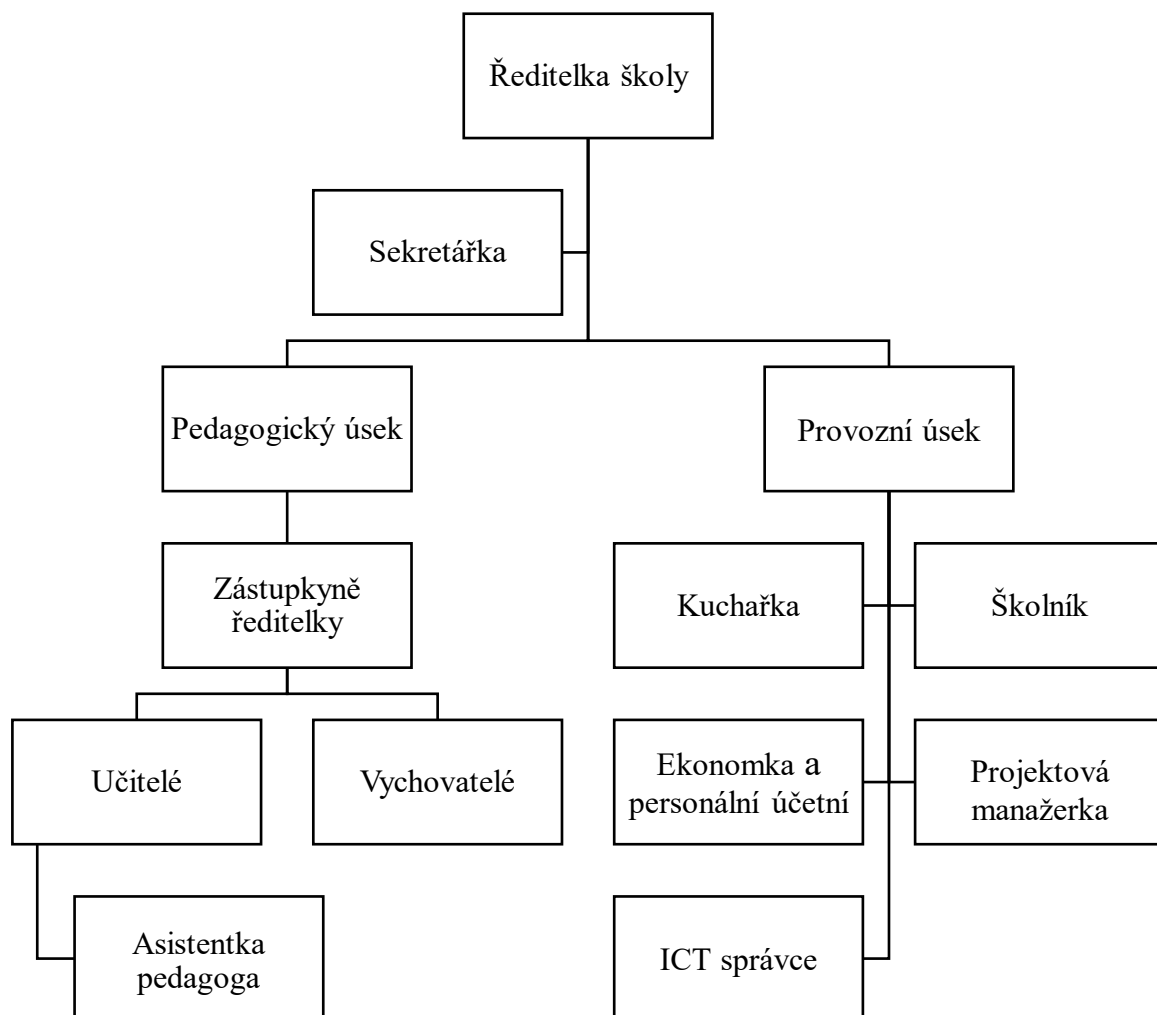 Ředitelka školy
Sekretářka
Pedagogický úsek
Provozní úsek
Zástupkyně
ředitelky
Kuchařka
Školník
Učitelé
Vychovatelé
Ekonomka a
personální účetní
Projektová
manažerka
Asistentka
pedagoga
ICT správce